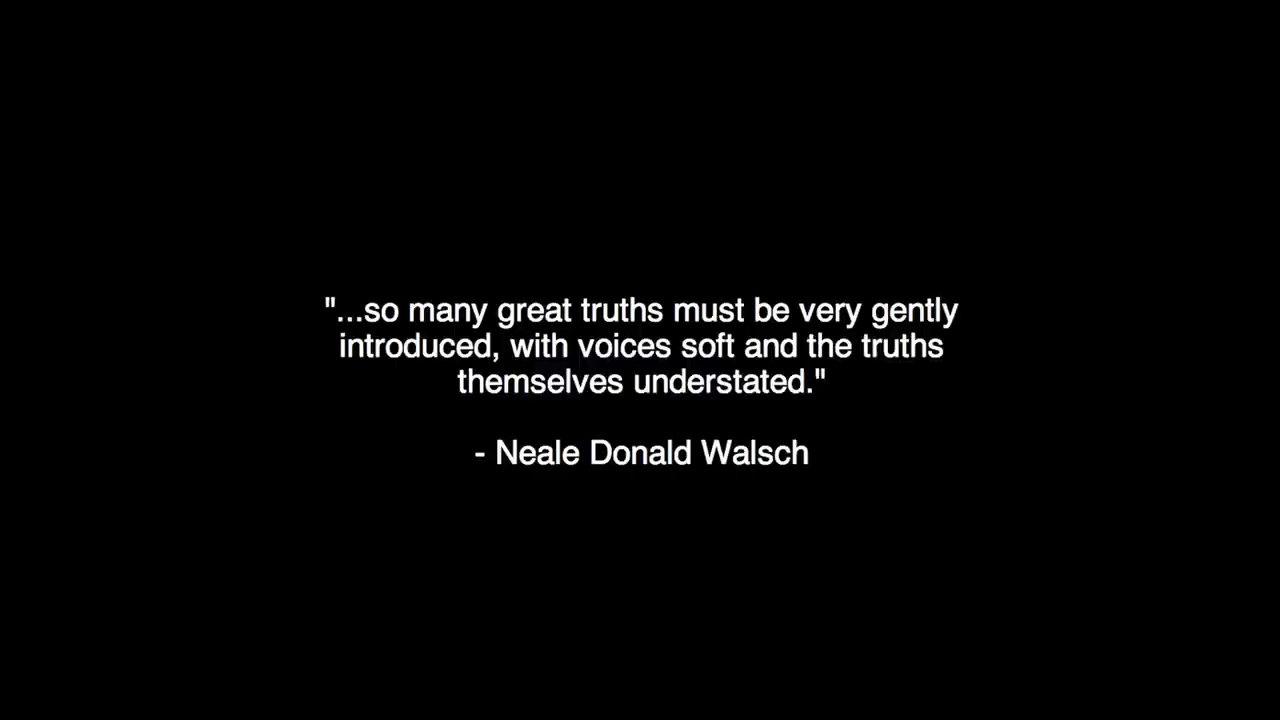 "...so many great truths must be very gently
introduced, with voices soft and the truths
themselves understated."
- Neale Donald Walsch